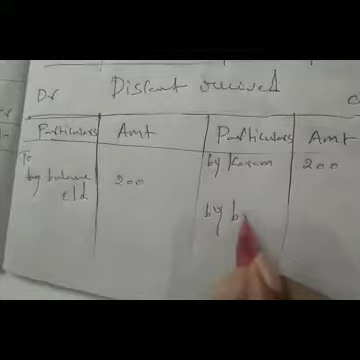 Dr Discount received C
Particulars Amt Particulars Amt
To by Karam 200
by balance 200
c/d
by b